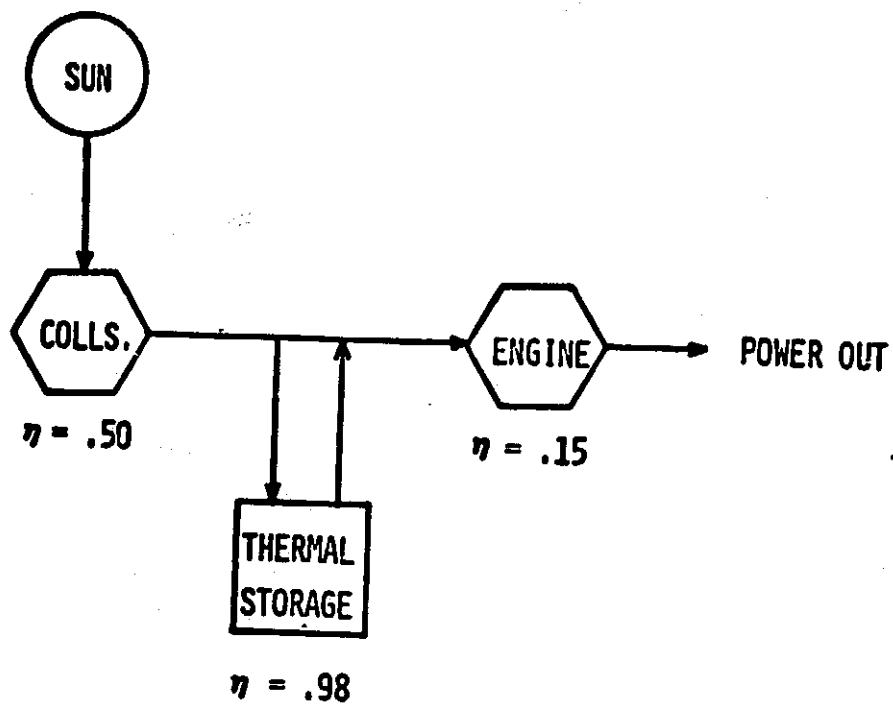 SUN
COLLS.
η = .50
ENGINE
η = .15
POWER OUT
THERMAL
STORAGE
η = .98